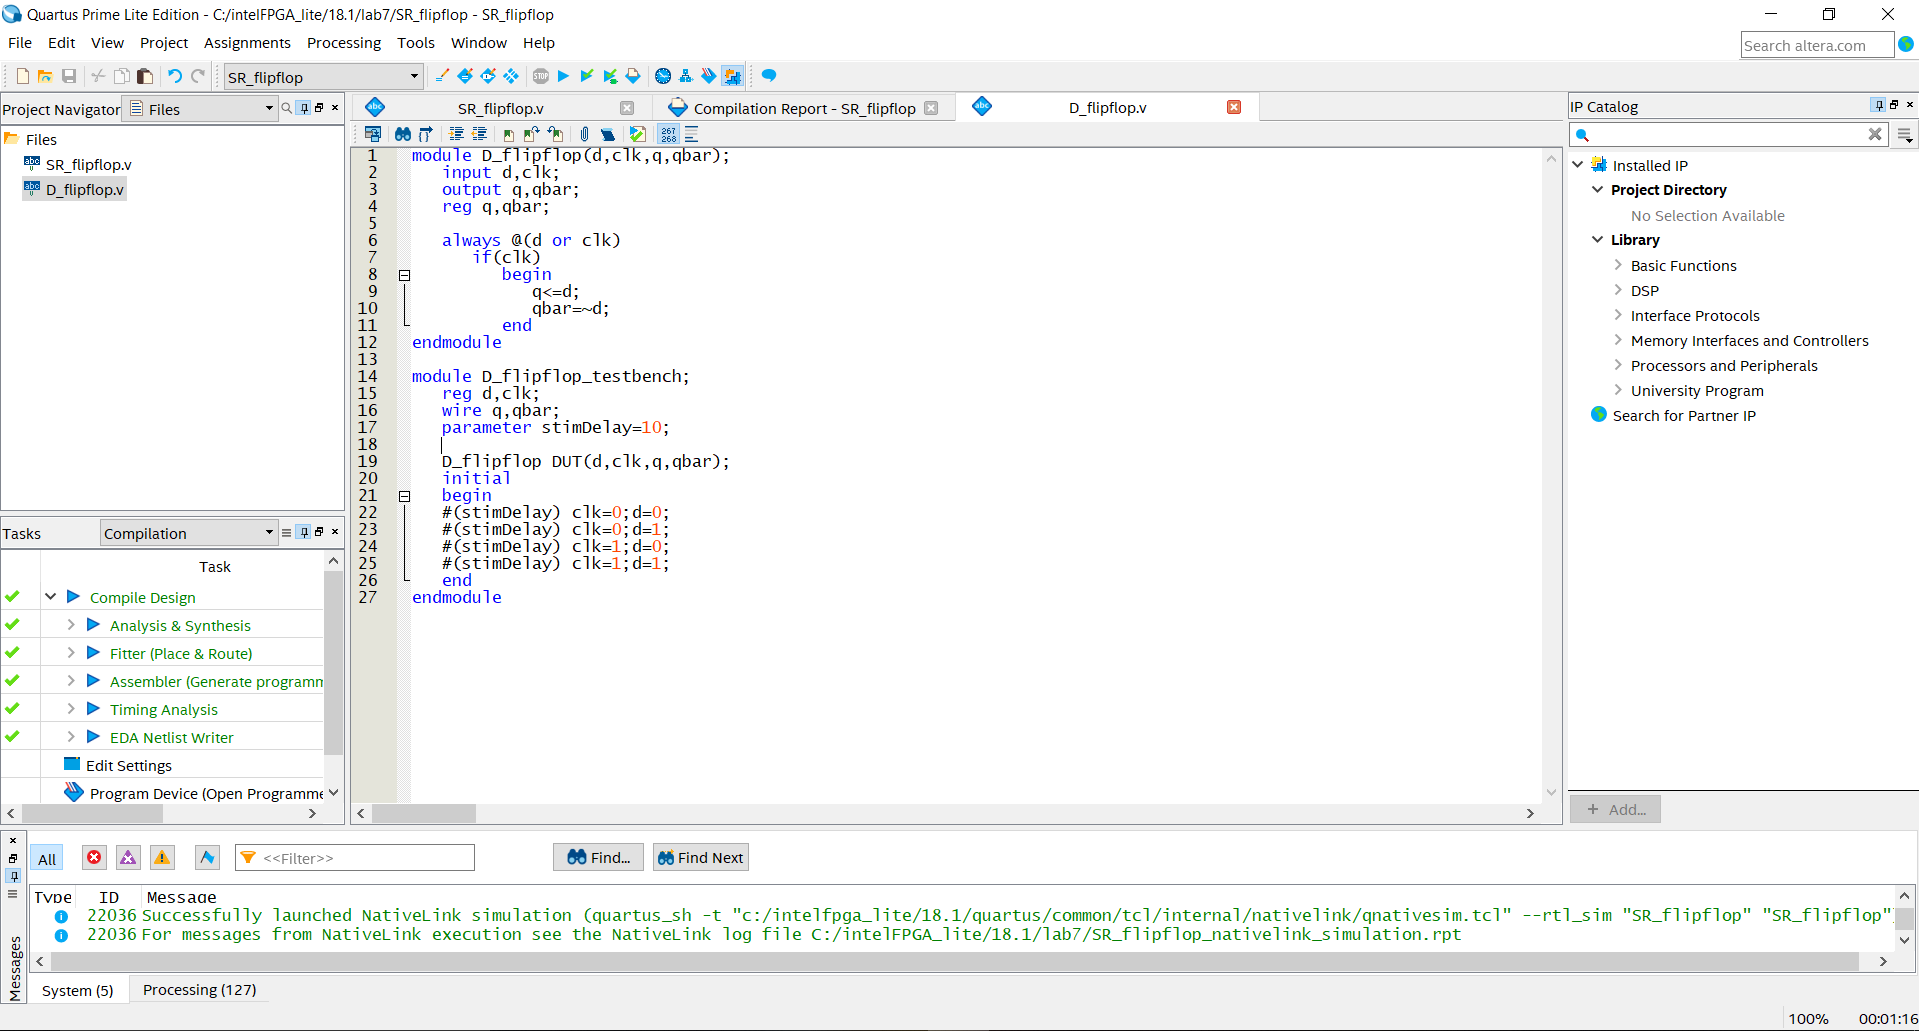 Quartus Prime Lite Edition - C:/intelFPGA_lite/18.1/lab7/SR_flipflop - SR_flipflop
File Edit View Project Assignments Processing Tools Window Help
Search altera.com
SR_flipflop
STOP
Project Navigator Files
Files
SR_flipflop.v
D_flipflop.v
Tasks Compilation
Task
Compile Design
Analysis & Synthesis
Fitter (Place & Route)
Assembler (Generate programm
Timing Analysis
EDA Netlist Writer
Edit Settings
Program Device (Open Programme
abc SR_flipflop.v Compilation Report - SR_flipflop abc D_flipflop.v
267
268
1 module D_flipflop(d,clk,q,qbar);
2 input d,clk;
3 output q,qbar;
4 reg q,qbar;
5
6 always @(d or clk)
7 if(clk)
8 begin
9 q<=d;
10 qbar=~d;
11 end
12 endmodule
13
14 module D_flipflop_testbench;
15 reg d,clk;
16 wire q,qbar;
17 parameter stimDelay=10;
18
19 D_flipflop DUT(d,clk,q,qbar);
20 initial
21 begin
22 #(stimDelay) clk=0;d=0;
23 #(stimDelay) clk=0;d=1;
24 #(stimDelay) clk=1;d=0;
25 #(stimDelay) clk=1;d=1;
26 end
27 endmodule
IP Catalog
Installed IP
Project Directory
No Selection Available
Library
Basic Functions
DSP
Interface Protocols
Memory Interfaces and Controllers
Processors and Peripherals
University Program
Search for Partner IP
+ Add...
All <<Filter>> Find... Find Next
Type ID Message
22036 Successfully launched NativeLink simulation (quartus_sh -t "c:/intelfpga_lite/18.1/quartus/common/tcl/internal/nativelink/qnativesim.tcl" --rtl_sim "SR_flipflop" "SR_flipflop"
22036 For messages from NativeLink execution see the NativeLink log file C:/intelFPGA_lite/18.1/lab7/SR_flipflop_nativelink_simulation.rpt
Messages
System (5) Processing (127)
100% 00:01:16